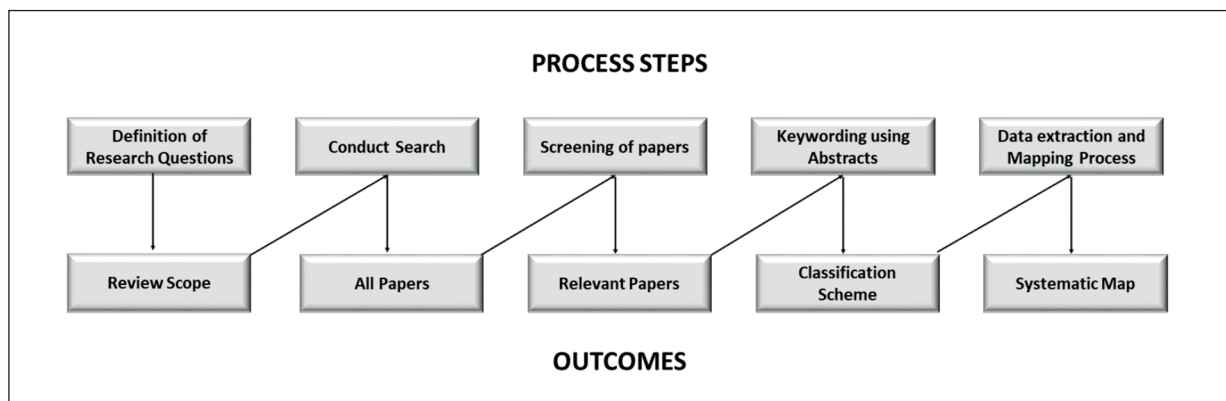 PROCESS STEPS
Definition of
Research Questions
Conduct Search
Screening of papers
Keywording using
Abstracts
Data extraction and
Mapping Process
Review Scope
All Papers
Relevant Papers
Classification
Scheme
Systematic Map
OUTCOMES